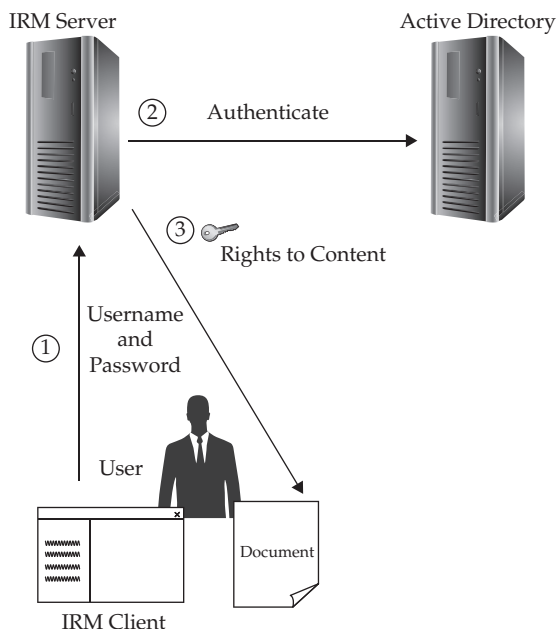 IRM Server
Active Directory
2
Authenticate
3
Rights to Content
1
Username
and
Password
User
x
Document
IRM Client